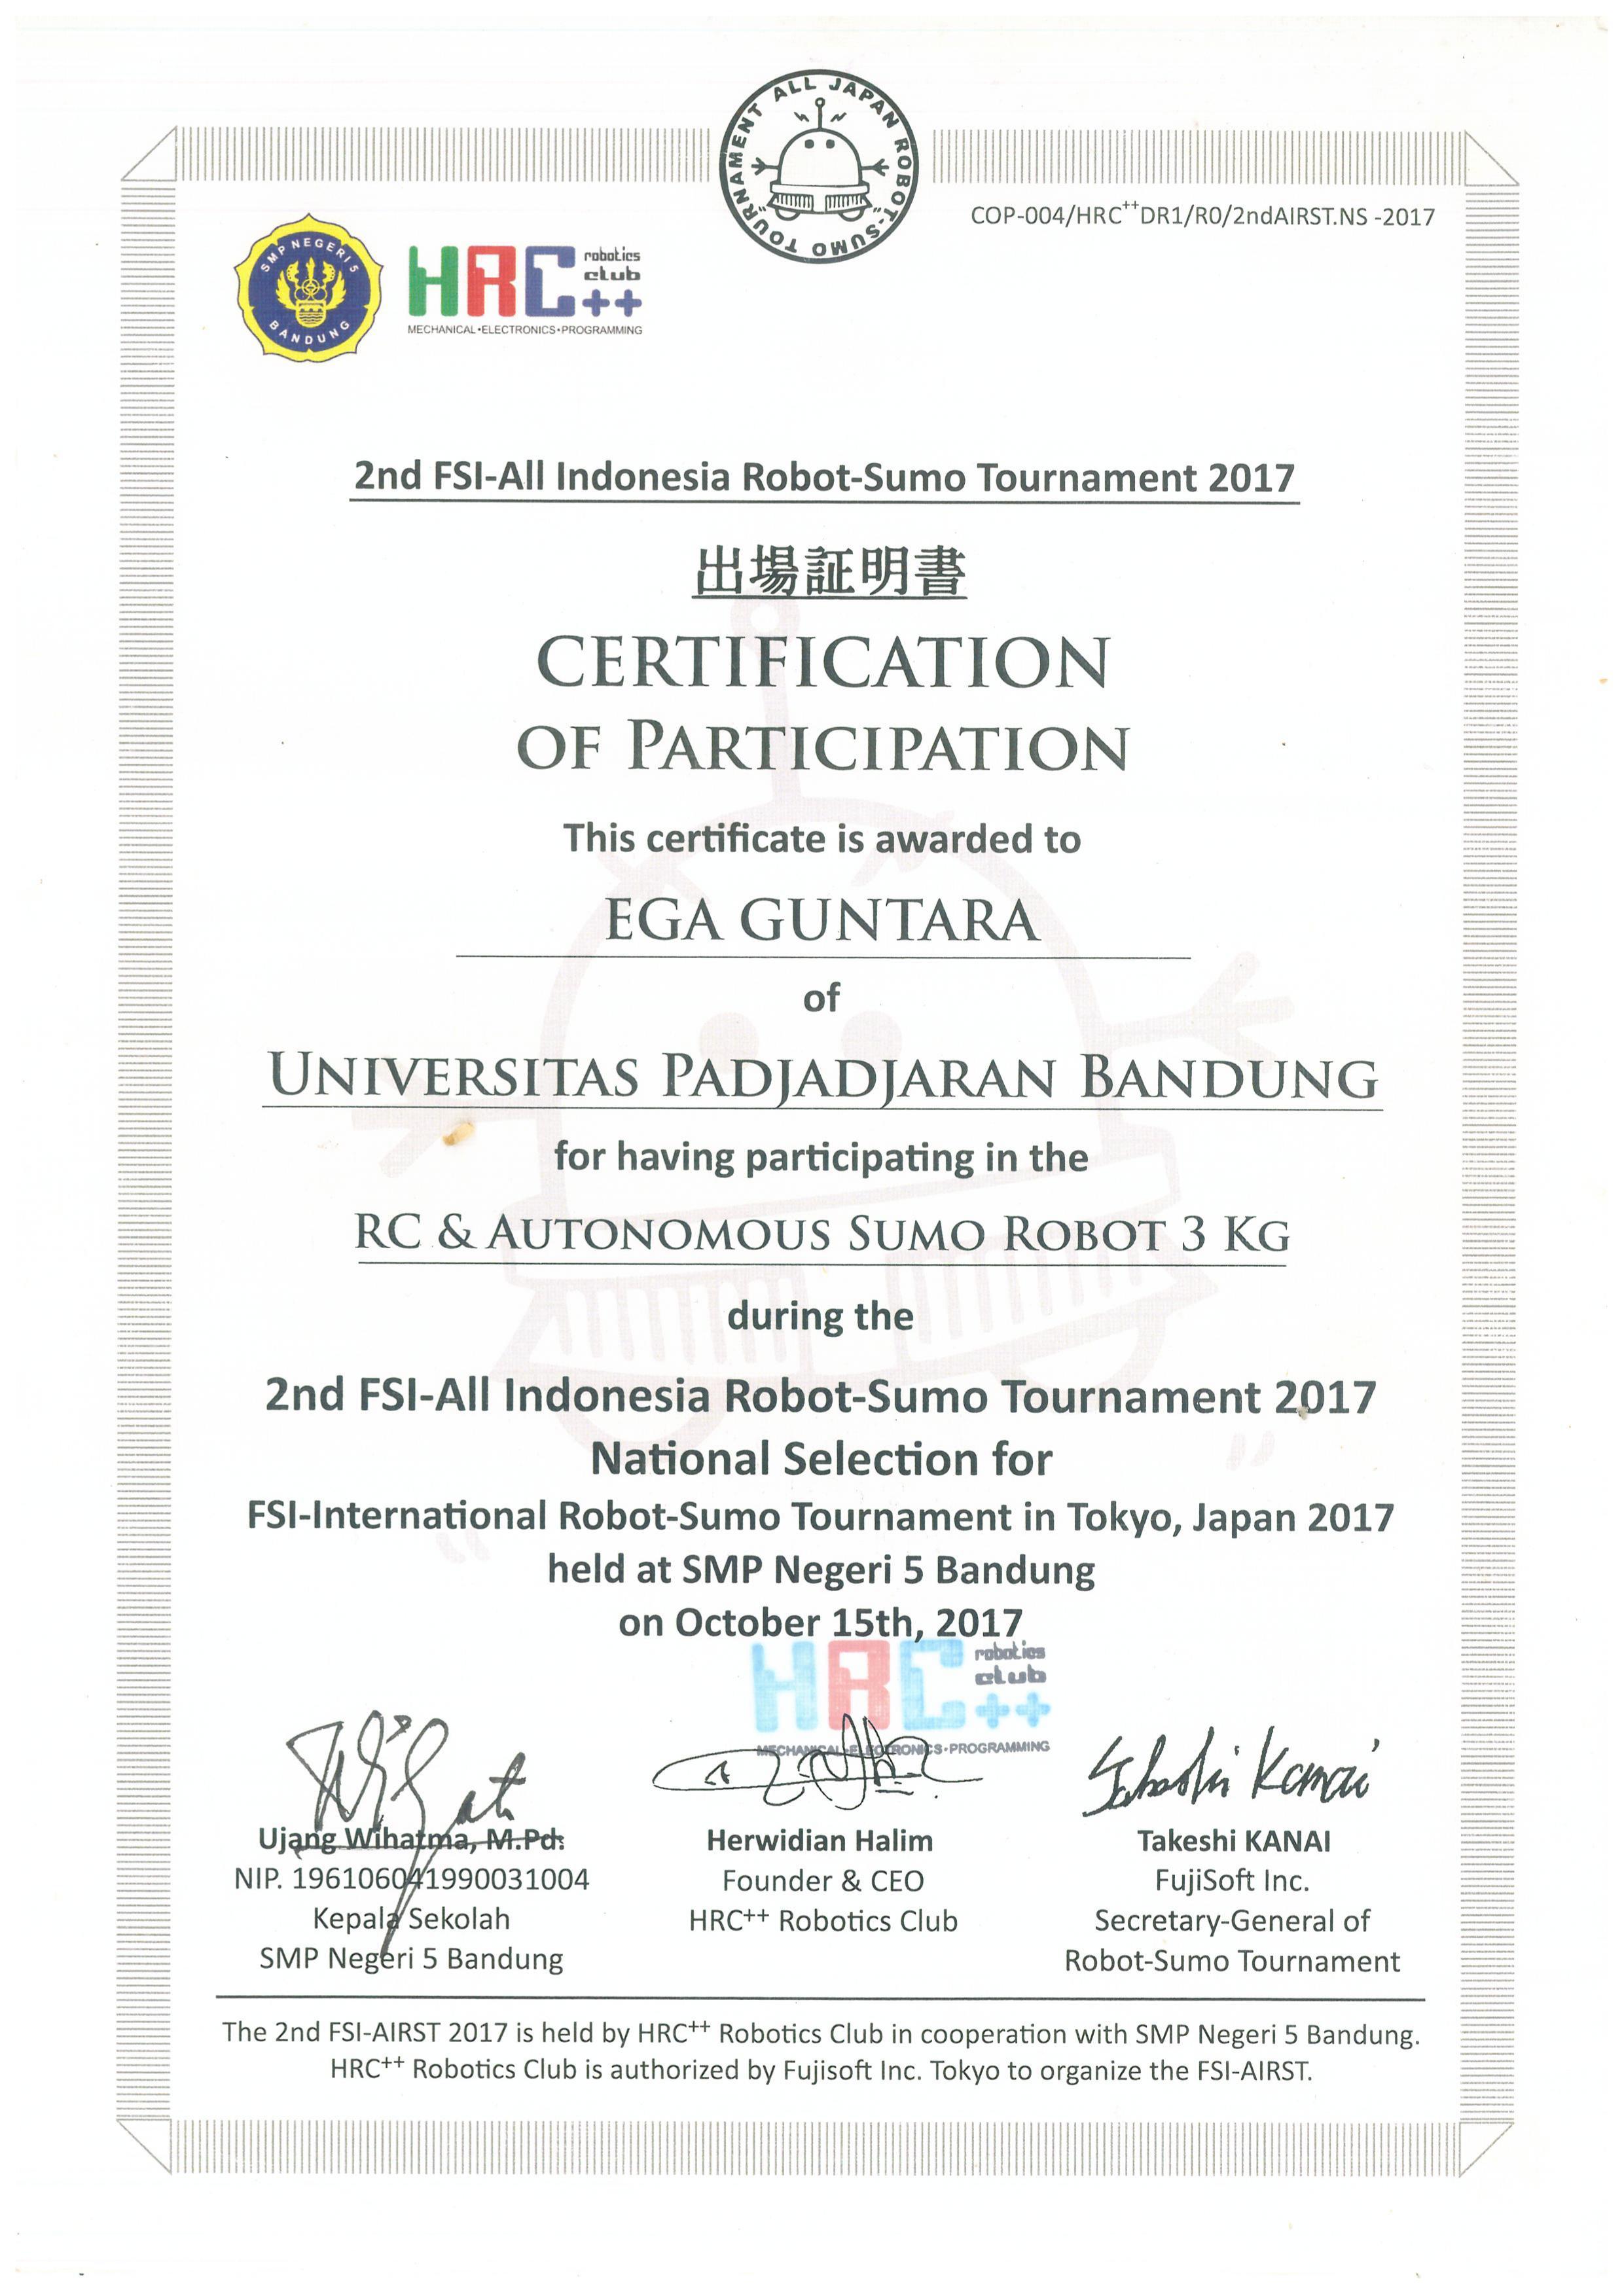 "TOURNAMENT ALL JAPAN ROBOT-SUMO TOURNAMENT"
COP-004/HRC++DR1/R0/2ndAIRST.NS -2017
SMP NEGERI 5
BANDUNG
HRC++ robotics club
MECHANICAL•ELECTRONICS•PROGRAMMING
2nd FSI-All Indonesia Robot-Sumo Tournament 2017
出場証明書
CERTIFICATION
OF PARTICIPATION
This certificate is awarded to
EGA GUNTARA
of
UNIVERSITAS PADJADJARAN BANDUNG
for having participating in the
RC & AUTONOMOUS SUMO ROBOT 3 KG
during the
2nd FSI-All Indonesia Robot-Sumo Tournament 2017
National Selection for
FSI-International Robot-Sumo Tournament in Tokyo, Japan 2017
held at SMP Negeri 5 Bandung
on October 15th, 2017
HRC++ robotics club
MECHANICAL•ELECTRONICS•PROGRAMMING
Takeshi Kanai
Ujang Wihatma, M.Pd.
NIP. 196106041990031004
Kepala Sekolah
SMP Negeri 5 Bandung
Herwidian Halim
Founder & CEO
HRC++ Robotics Club
Takeshi KANAI
FujiSoft Inc.
Secretary-General of
Robot-Sumo Tournament
The 2nd FSI-AIRST 2017 is held by HRC++ Robotics Club in cooperation with SMP Negeri 5 Bandung.
HRC++ Robotics Club is authorized by Fujisoft Inc. Tokyo to organize the FSI-AIRST.